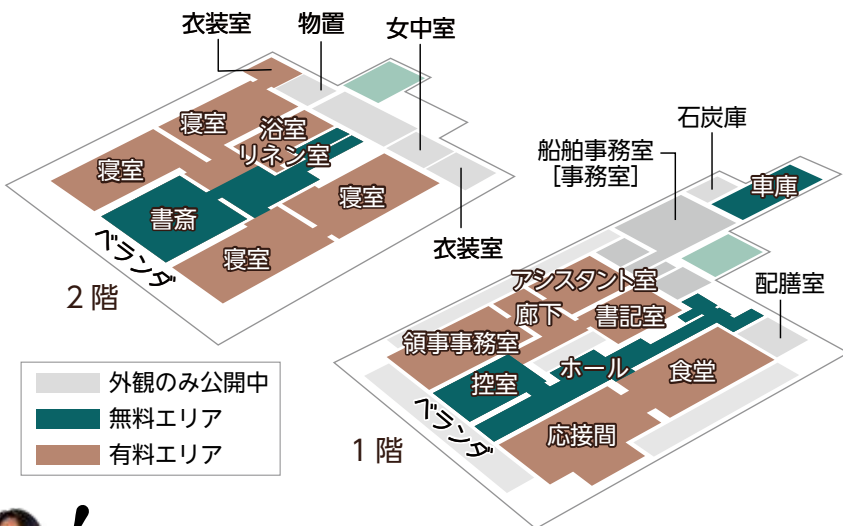 衣装室
物置
女中室
寝室
浴室
リネン室
寝室
寝室
書斎
寝室
衣装室
ベランダ
2階
石炭庫
船舶事務室
[事務室]
車庫
アシスタント室
配膳室
廊下
書記室
領事事務室
ホール
食堂
控室
ベランダ
応接間
1階
外観のみ公開中
無料エリア
有料エリア
!